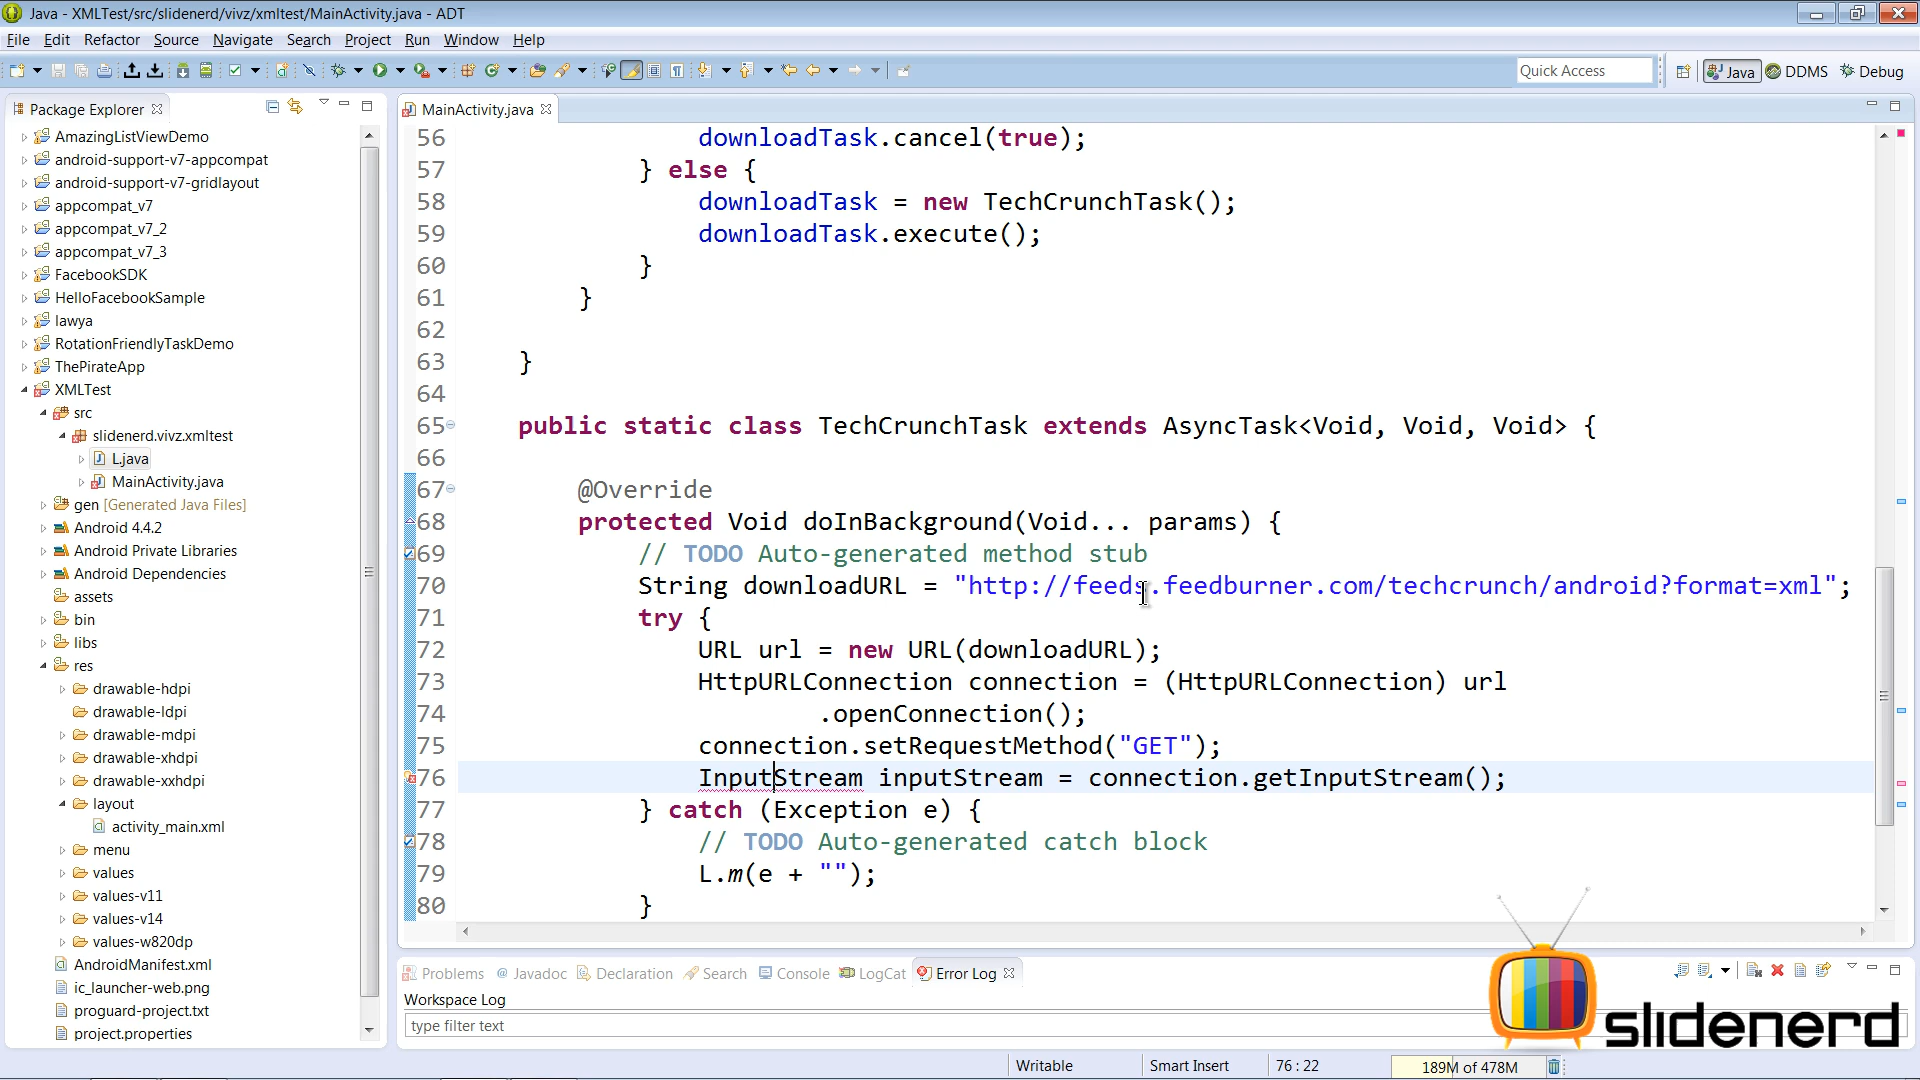 Java - XMLTest/src/slidenerd/vivz/xmltest/MainActivity.java - ADT
File Edit Refactor Source Navigate Search Project Run Window Help
Quick Access
Java DDMS Debug
Package Explorer
AmazingListViewDemo
android-support-v7-appcompat
android-support-v7-gridlayout
appcompat_v7
appcompat_v7_2
appcompat_v7_3
FacebookSDK
HelloFacebookSample
lawya
RotationFriendlyTaskDemo
ThePirateApp
XMLTest
src
slidenerd.vivz.xmltest
L.java
MainActivity.java
gen [Generated Java Files]
Android 4.4.2
Android Private Libraries
Android Dependencies
assets
bin
libs
res
drawable-hdpi
drawable-ldpi
drawable-mdpi
drawable-xhdpi
drawable-xxhdpi
layout
activity_main.xml
menu
values
values-v11
values-v14
values-w820dp
AndroidManifest.xml
ic_launcher-web.png
proguard-project.txt
project.properties
MainActivity.java
56 downloadTask.cancel(true);
57 } else {
58 downloadTask = new TechCrunchTask();
59 downloadTask.execute();
60 }
61 }
62
63 }
64
65 public static class TechCrunchTask extends AsyncTask<Void, Void, Void> {
66
67 @Override
68 protected Void doInBackground(Void... params) {
69 // TODO Auto-generated method stub
70 String downloadURL = "http://feeds.feedburner.com/techcrunch/android?format=xml";
71 try {
72 URL url = new URL(downloadURL);
73 HttpURLConnection connection = (HttpURLConnection) url
74 .openConnection();
75 connection.setRequestMethod("GET");
76 InputStream inputStream = connection.getInputStream();
77 } catch (Exception e) {
78 // TODO Auto-generated catch block
79 L.m(e + "");
80 }
Problems Javadoc Declaration Search Console LogCat Error Log
Workspace Log
type filter text
slidenerd
Writable Smart Insert 76 : 22 189M of 478M